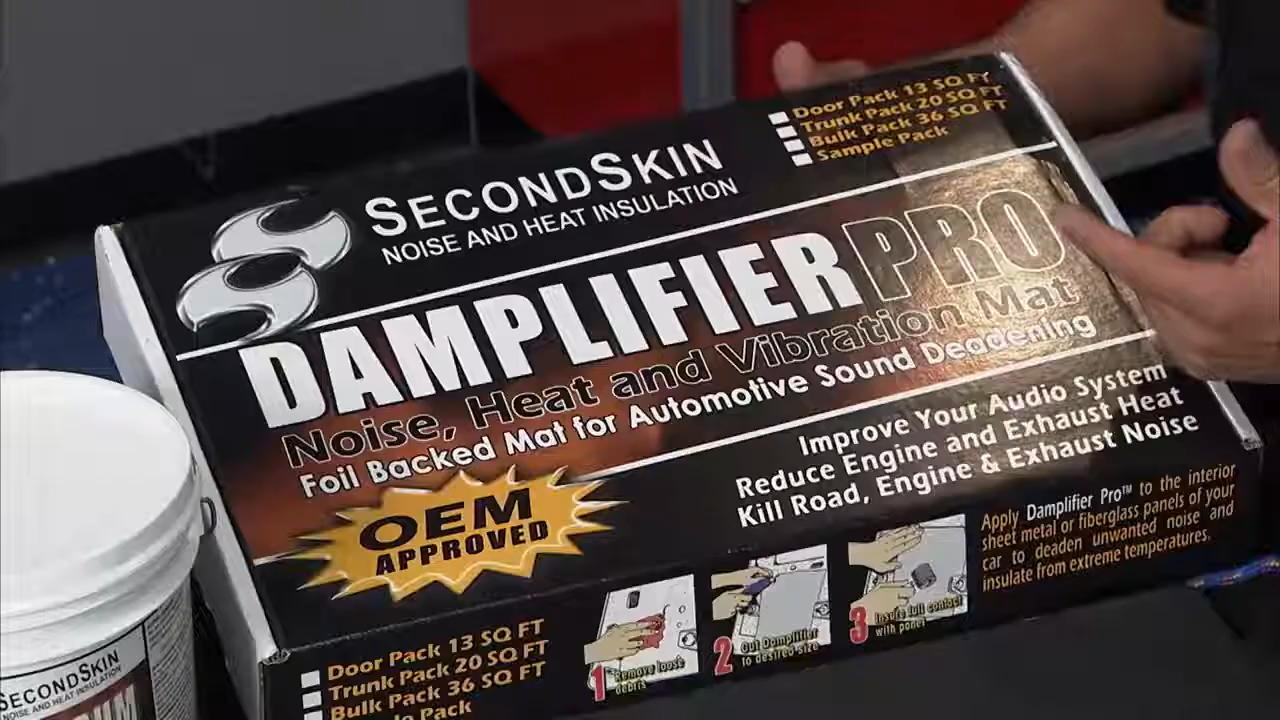 Door Pack 13 SQ FT
Trunk Pack 20 SQ FT
Bulk Pack 36 SQ FT
Sample Pack
SECONDSKIN
NOISE AND HEAT INSULATION
DAMPLIFIER PRO
Noise, Heat and Vibration Mat
Foil Backed Mat for Automotive Sound Deadening
Improve Your Audio System
Reduce Engine and Exhaust Heat
Kill Road, Engine & Exhaust Noise
OEM
APPROVED
Apply Damplifier Pro™ to the interior
sheet metal or fiberglass panels of your
car to deaden unwanted noise and
insulate from extreme temperatures.
1 Remove loose
debris
2 Cut Damplifier
to desired size
3 Insure full contact
with panel
Door Pack 13 SQ FT
Trunk Pack 20 SQ FT
Bulk Pack 36 SQ FT
Pack
SECONDSKIN
NOISE AND HEAT INSULATION